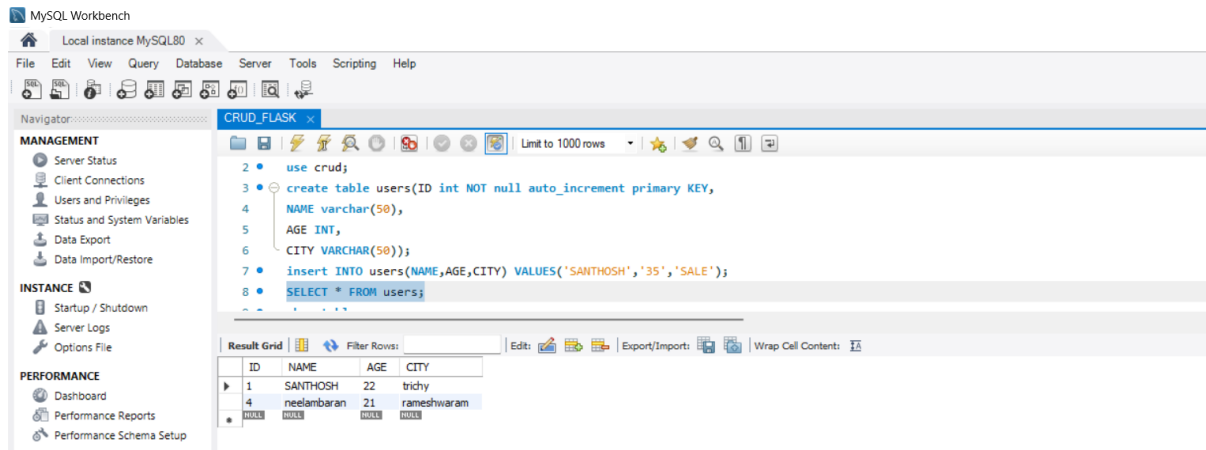 MySQL Workbench
Local instance MySQL80 ×
File Edit View Query Database Server Tools Scripting Help
Navigator
MANAGEMENT
Server Status
Client Connections
Users and Privileges
Status and System Variables
Data Export
Data Import/Restore
INSTANCE
Startup / Shutdown
Server Logs
Options File
PERFORMANCE
Dashboard
Performance Reports
Performance Schema Setup
CRUD_FLASK ×
Limit to 1000 rows
2 use crud;
3 create table users(ID int NOT null auto_increment primary KEY,
4 NAME varchar(50),
5 AGE INT,
6 CITY VARCHAR(50));
7 insert INTO users(NAME,AGE,CITY) VALUES('SANTHOSH','35','SALE');
8 SELECT * FROM users;
Result Grid Filter Rows: Edit: Export/Import: Wrap Cell Content:
ID NAME AGE CITY
1 SANTHOSH 22 trichy
4 neelambaran 21 rameshwaram
NULL NULL NULL NULL